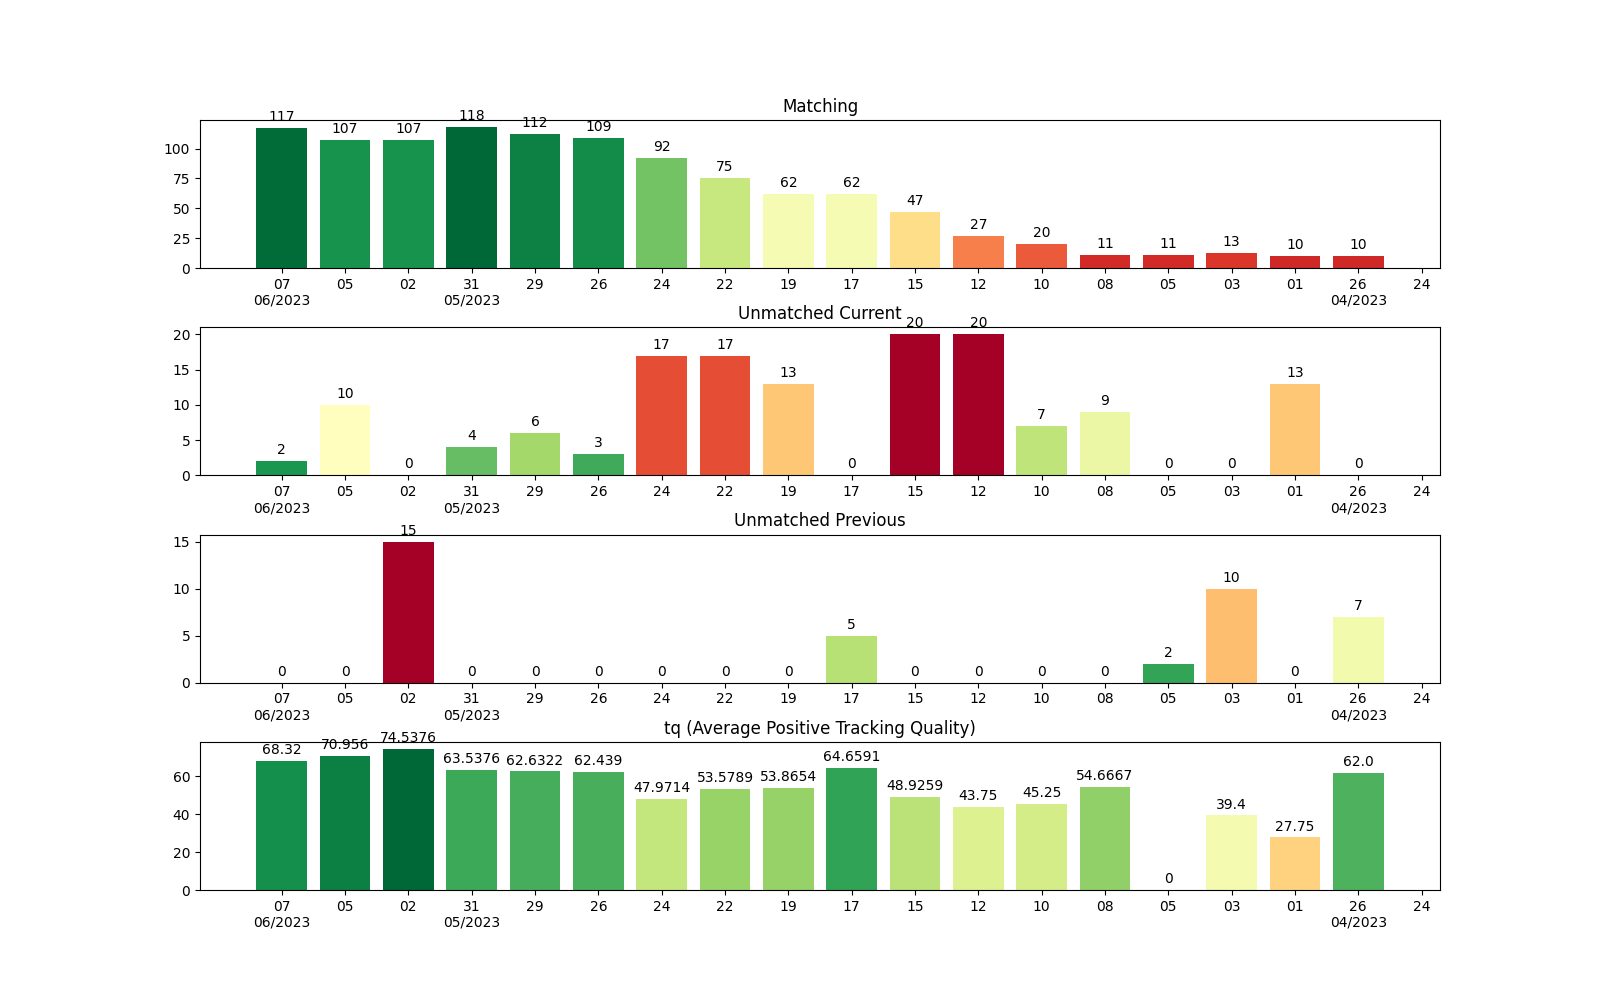 Matching
117 107 107 118 112 109 92 75 62 62 47 27 20 11 11 13 10 10
100
75
50
25
0
07 05 02 31 29 26 24 22 19 17 15 12 10 08 05 03 01 26 24
06/2023 05/2023 04/2023
Unmatched Current
2 10 0 4 6 3 17 17 13 0 20 20 7 9 0 0 13 0
20
15
10
5
0
07 05 02 31 29 26 24 22 19 17 15 12 10 08 05 03 01 26 24
06/2023 05/2023 04/2023
Unmatched Previous
0 0 15 0 0 0 0 0 0 5 0 0 0 0 2 10 0 7
15
10
5
0
07 05 02 31 29 26 24 22 19 17 15 12 10 08 05 03 01 26 24
06/2023 05/2023 04/2023
tq (Average Positive Tracking Quality)
68.32 70.956 74.5376 63.5376 62.6322 62.439 47.9714 53.5789 53.8654 64.6591 48.9259 43.75 45.25 54.6667 0 39.4 27.75 62.0
60
40
20
0
07 05 02 31 29 26 24 22 19 17 15 12 10 08 05 03 01 26 24
06/2023 05/2023 04/2023